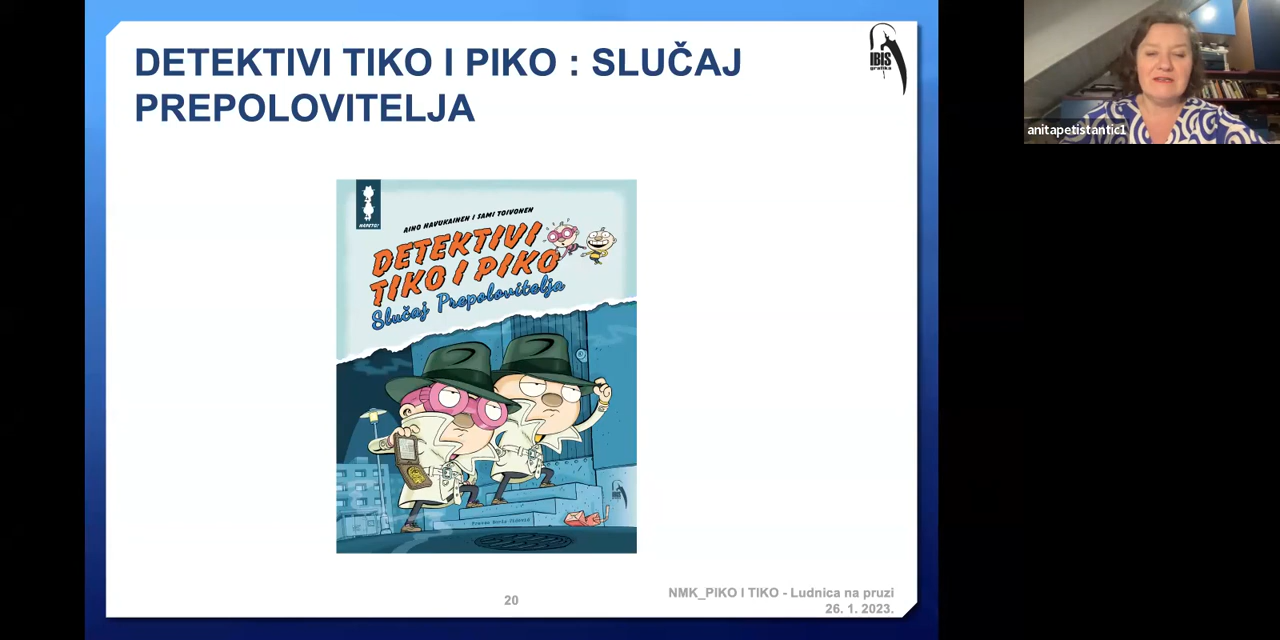 DETEKTIVI TIKO I PIKO : SLUČAJ
PREPOLOVITELJA
IBIS
grafika
anitapetistantic1
NAPETO!
AINO HAVUKAINEN I SAMI TOIVONEN
DETEKTIVI
TIKO I PIKO
Slučaj Prepolovitelja
20
NMK_PIKO I TIKO - Ludnica na pruzi
26. 1. 2023.